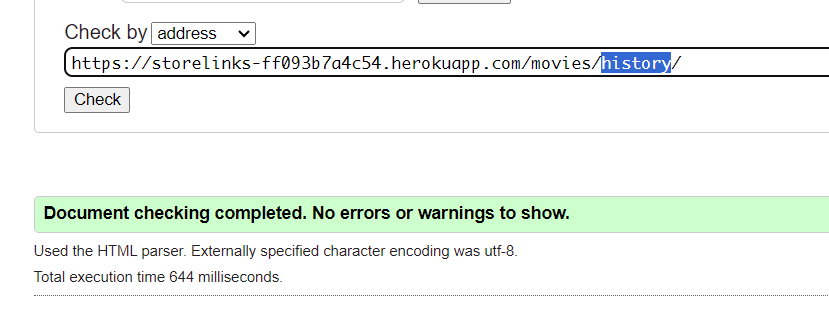 Check by address
https://storelinks-ff093b7a4c54.herokuapp.com/movies/history/
Check
Document checking completed. No errors or warnings to show.
Used the HTML parser. Externally specified character encoding was utf-8.
Total execution time 644 milliseconds.